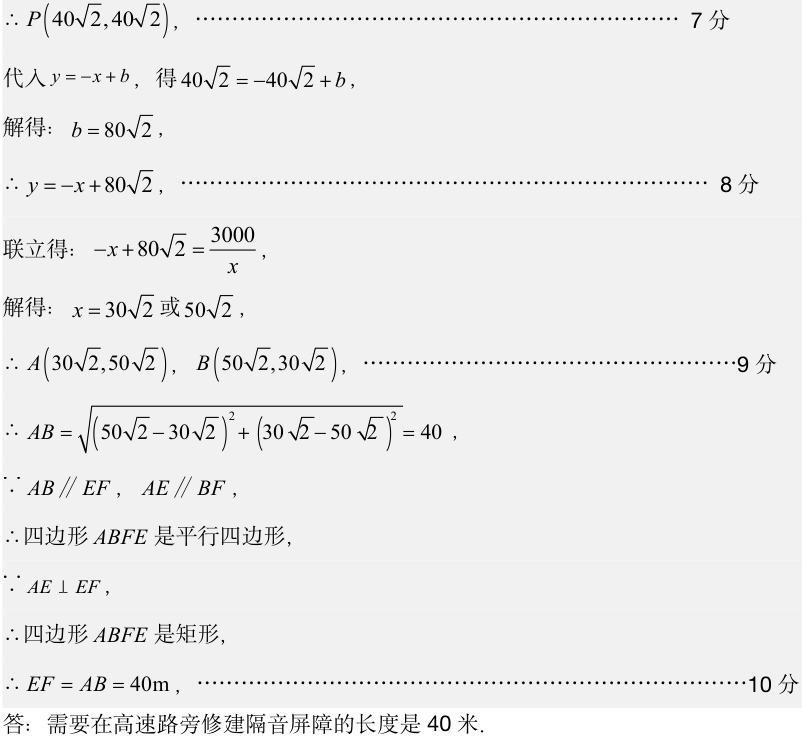 ∴ P(40√2,40√2)，…………………………………………………………… 7 分
代入 y=−x+b，得 40√2=−40√2+b，
解得：b=80√2，
∴ y=−x+80√2，…………………………………………………………… 8 分
联立得：−x+80√2=3000/x，
解得：x=30√2 或 50√2，
∴ A(30√2,50√2)，B(50√2,30√2)，……………………………………………9 分
∴ AB=√((50√2−30√2)²+(30√2−50√2)²)=40，
∵ AB∥EF，AE∥BF，
∴四边形 ABFE 是平行四边形，
∵ AE⊥EF，
∴四边形 ABFE 是矩形，
∴ EF=AB=40m，……………………………………………………………………10 分
答：需要在高速路旁修建隔音屏障的长度是 40 米.